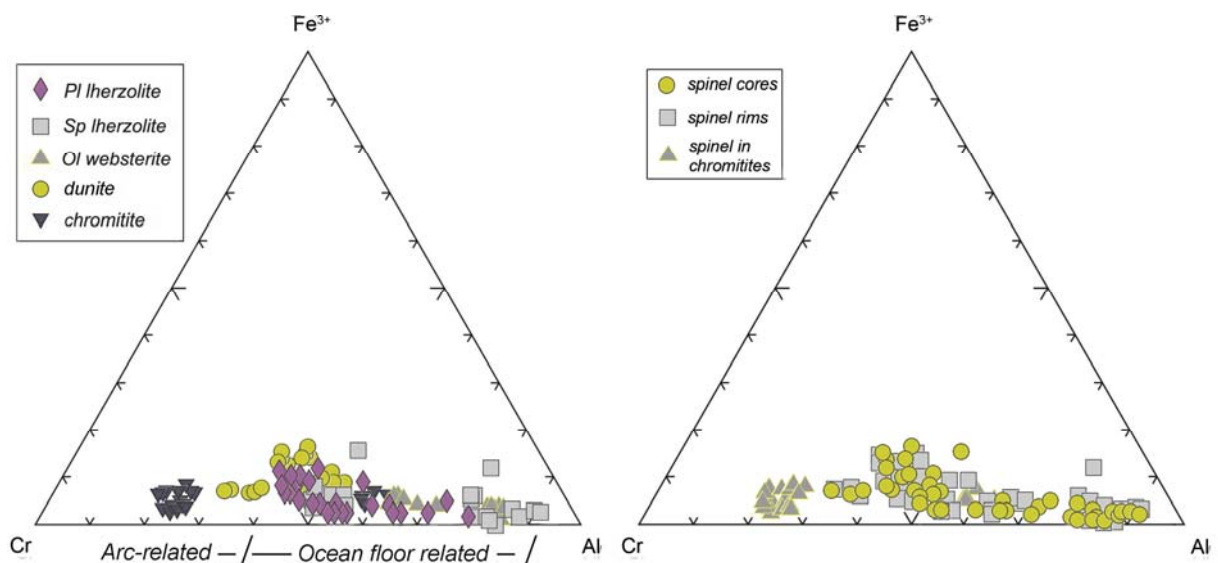 Fe³⁺
Pl lherzolite
Sp lherzolite
Ol websterite
dunite
chromitite
Cr
Al
Arc-related
Ocean floor related
Fe³⁺
spinel cores
spinel rims
spinel in
chromitites
Cr
Al